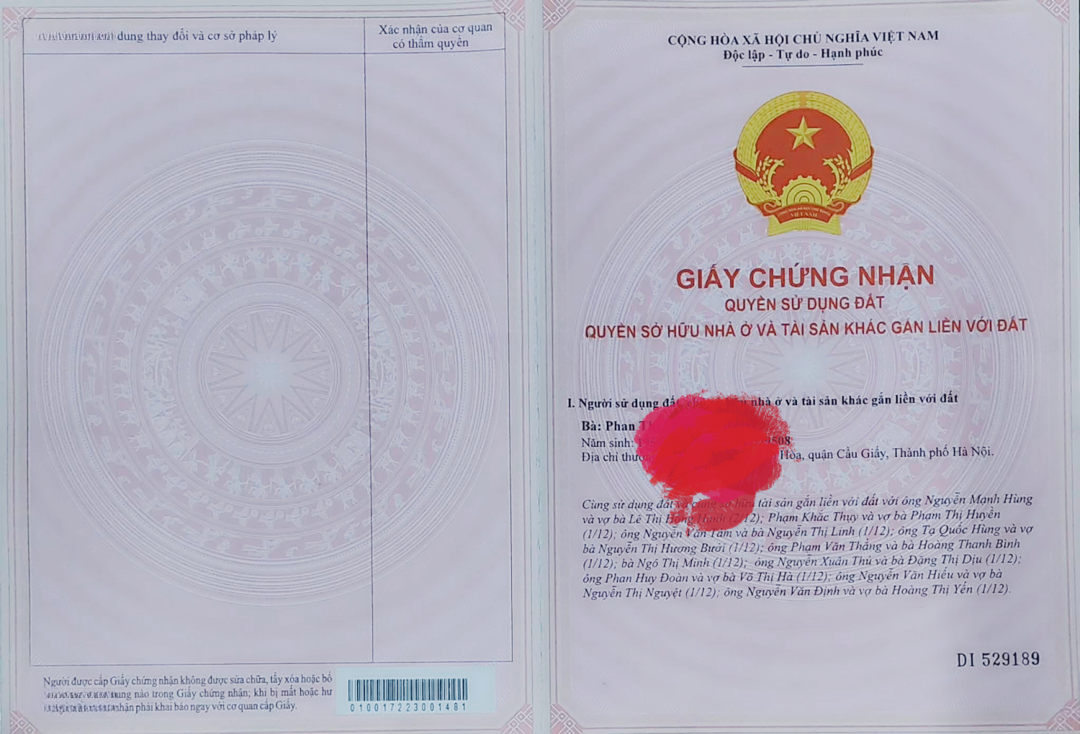 dung thay đổi và cơ sở pháp lý
Xác nhận của cơ quan
có thẩm quyền
Người được cấp Giấy chứng nhận không được sửa chữa, tẩy xóa hoặc bổ
dung nào trong Giấy chứng nhận; khi bị mất hoặc hư
nhận phải khai báo ngay với cơ quan cấp Giấy.
010017223001481
CỘNG HÒA XÃ HỘI CHỦ NGHĨA VIỆT NAM
Độc lập - Tự do - Hạnh phúc
VIỆT NAM
GIẤY CHỨNG NHẬN
QUYỀN SỬ DỤNG ĐẤT
QUYỀN SỞ HỮU NHÀ Ở VÀ TÀI SẢN KHÁC GẮN LIỀN VỚI ĐẤT
I. Người sử dụng đất, nhà ở và tài sản khác gắn liền với đất
Bà: Phan
Năm sinh: 4508
Địa chỉ Hòa, quận Cầu Giấy, Thành phố Hà Nội.
Cùng sử dụng đất tài sản gắn liền với đất với ông Nguyễn Mạnh Hùng
và vợ bà Lê Thị (2/12); Phạm Khắc Thụy và vợ bà Phạm Thị Huyền
(1/12); ông Nguyễn Văn Tám và bà Nguyễn Thị Linh (1/12); ông Tạ Quốc Hùng và vợ
bà Nguyễn Thị Hương Bưởi (1/12); ông Phạm Văn Thắng và bà Hoàng Thanh Bình
(1/12); bà Ngô Thị Minh (1/12); ông Nguyễn Xuân Thủ và bà Đặng Thị Dịu (1/12);
ông Phan Huy Đoàn và vợ bà Võ Thị Hà (1/12); ông Nguyễn Văn Hiếu và vợ bà
Nguyễn Thị Nguyệt (1/12); ông Nguyễn Văn Định và vợ bà Hoàng Thị Yến (1/12).
DI 529189